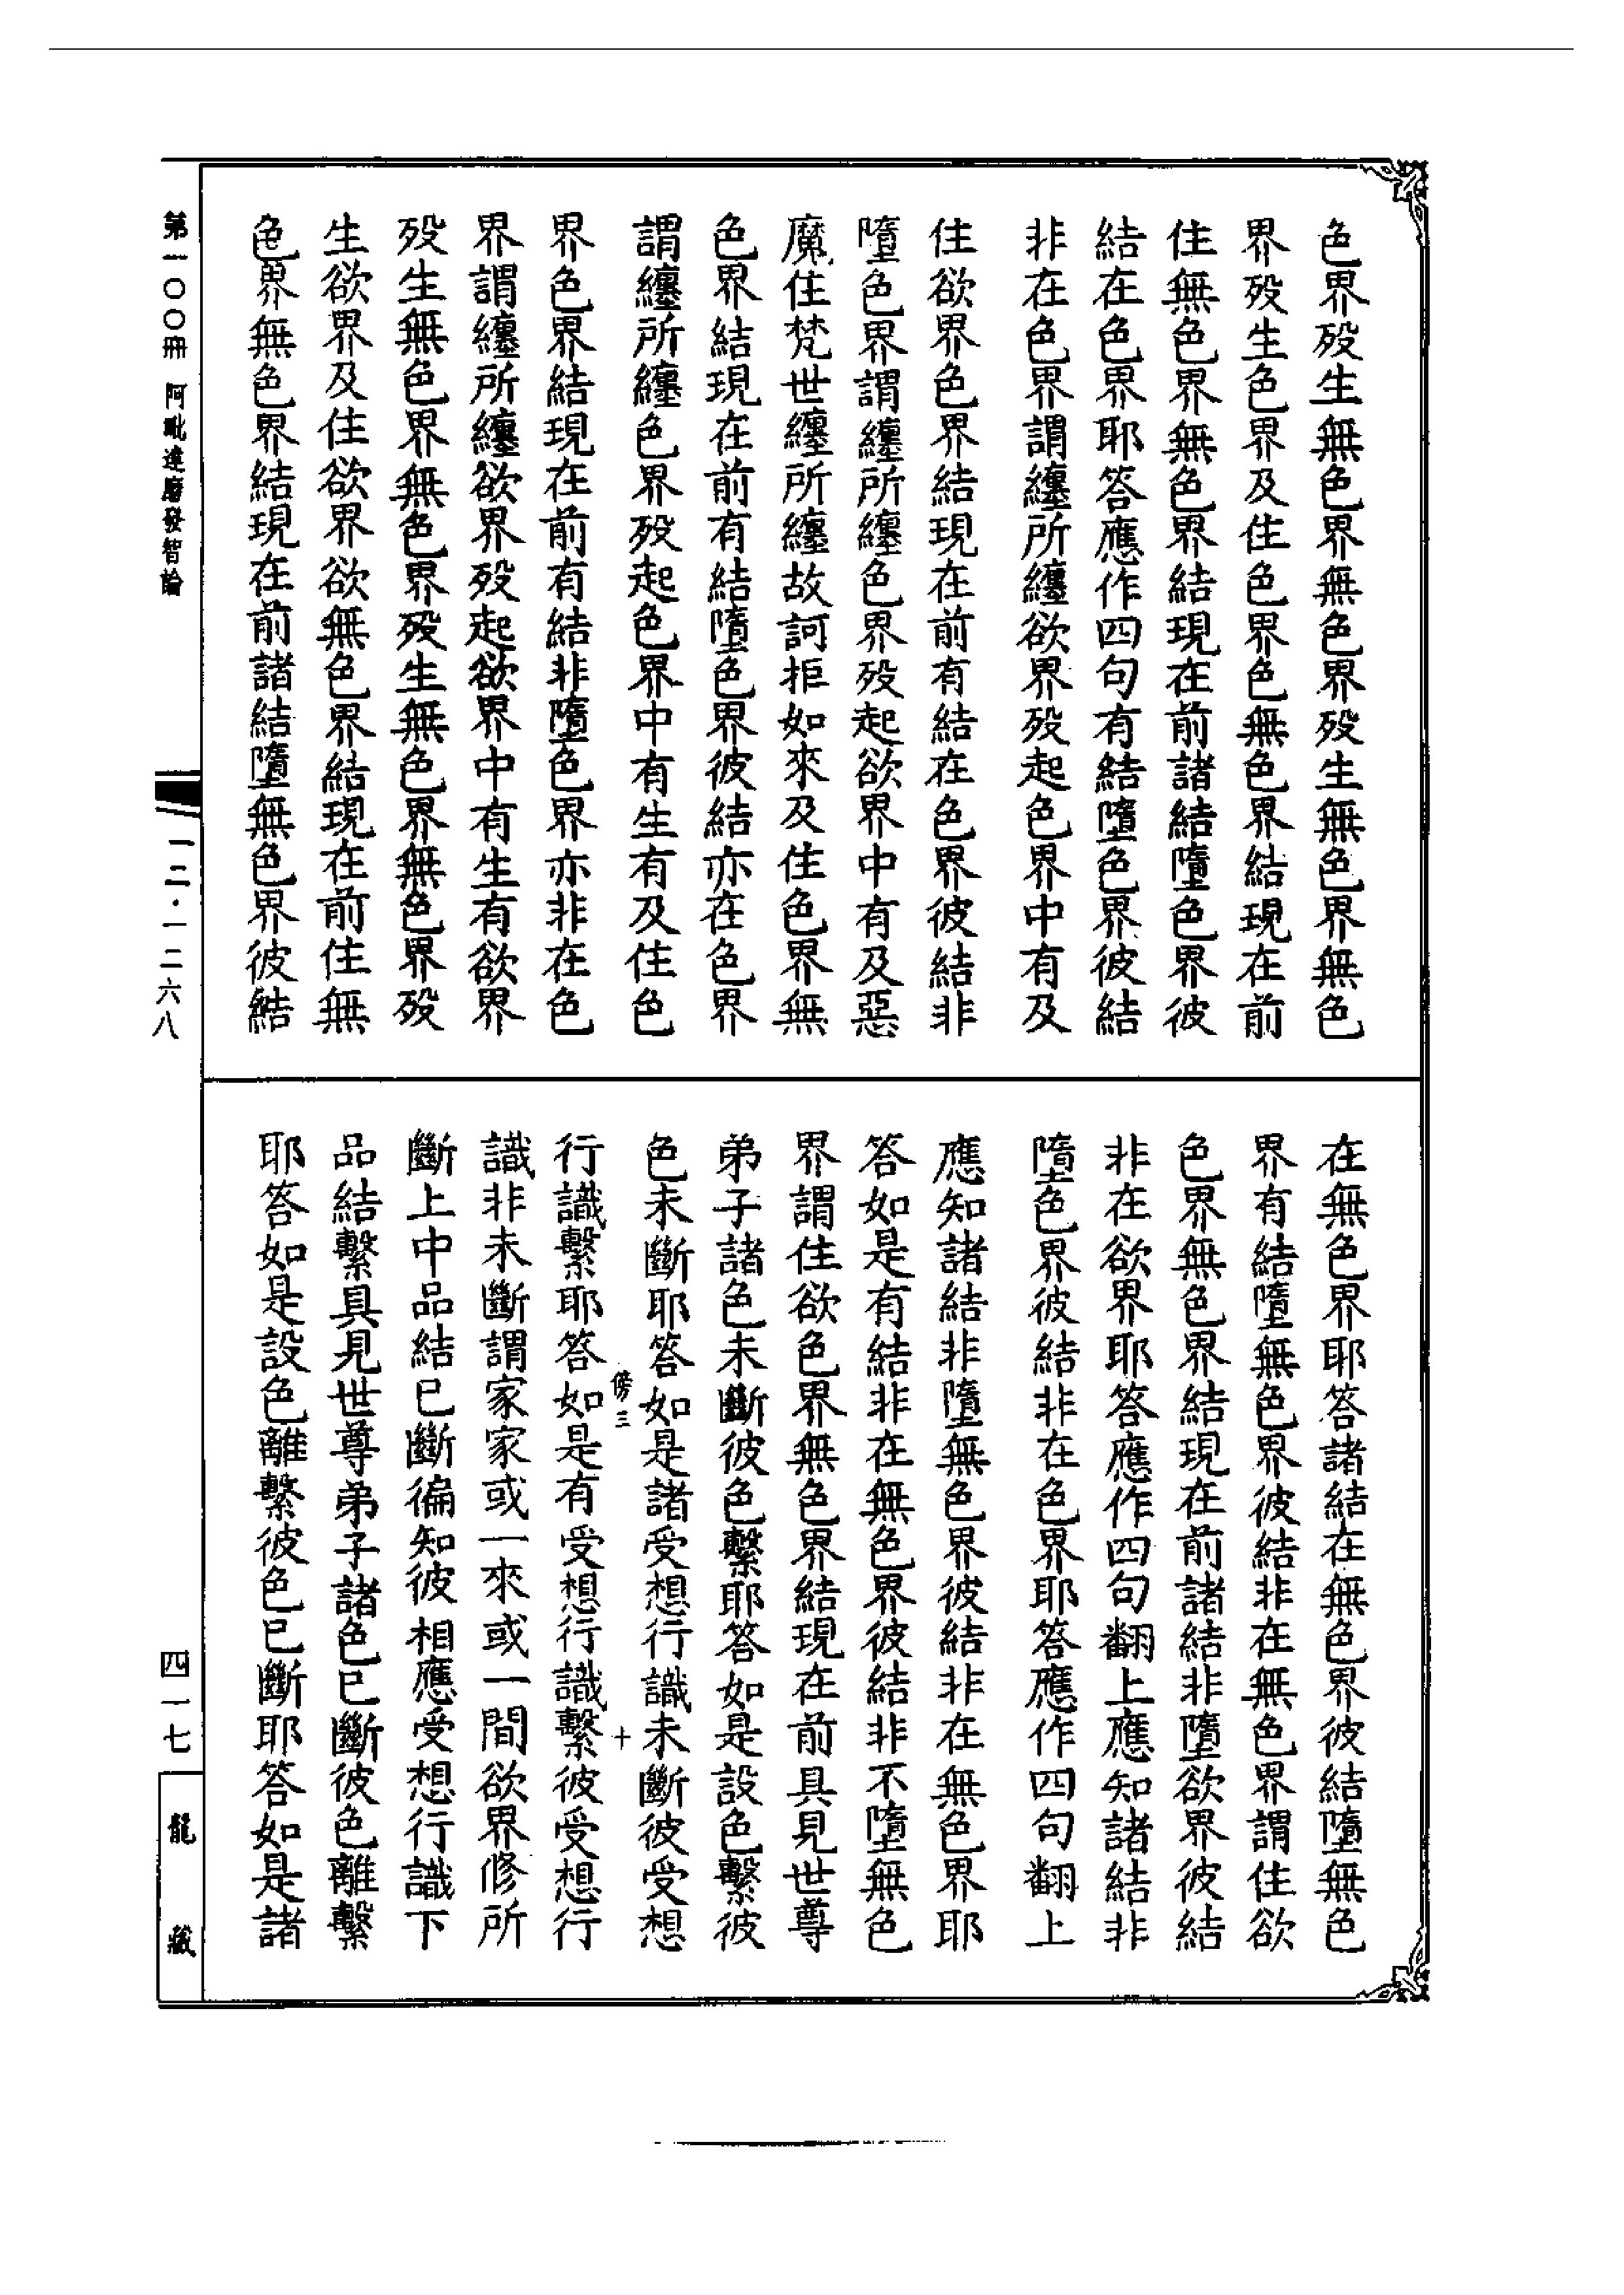 色界歿生無色界無色界歿生無色界無色
界歿生色界及住色界色無色界結現在前
住無色界無色界結現在前諸結墮色界彼
結在色界耶答應作四句有結墮色界彼結
非在色界謂纏所纏欲界歿起色界中有及
住欲界色界結現在前有結在色界彼結非
墮色界謂纏所纏色界歿起欲界中有及惡
魔住梵世纏所纏故訶拒如來及住色界無
色界結現在前有結墮色界彼結亦在色界
謂纏所纏色界歿起色界中有生有及住色
界色界結現在前有結非墮色界亦非在色
界謂纏所纏欲界歿起欲界中有生有欲界
歿生無色界無色界歿生無色界無色界歿
生欲界及住欲界欲無色界結現在前住無
色界無色界結現在前諸結墮無色界彼結
在無色界耶答諸結在無色界彼結墮無色
界有結墮無色界彼結非在無色界謂住欲
色界無色界結現在前諸結非墮欲界彼結
非在欲界耶答應作四句翻上應知諸結非
墮色界彼結非在色界耶答應作四句翻上
應知諸結非墮無色界彼結非在無色界耶
答如是有結非在無色界彼結非不墮無色
界謂住欲色界無色界結現在前具見世尊
弟子諸色未斷彼色繫耶答如是設色繫彼
色未斷耶答如是諸受想行識未斷彼受想
行識繫耶答如是有受想行識繫彼受想行
識非未斷謂家家或一來或一間欲界修所
斷上中品結已斷徧知彼相應受想行識下
品結繫具見世尊弟子諸色已斷彼色離繫
耶答如是設色離繫彼色已斷耶答如是諸
傍三
十
第一〇〇冊 阿毗達磨發智論
一二·一二六八
四一七
龍藏